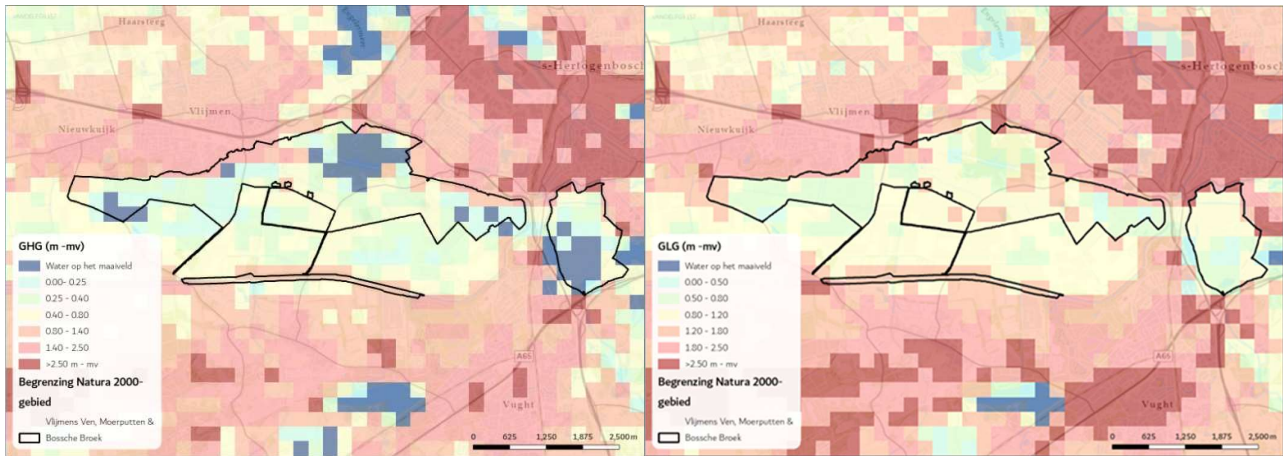 Haarsteeg
Engelermeer
s-Hertogenbosch
Vlijmen
Nieuwkuijk
GHG (m -mv)
Water op het maaiveld
0.00- 0.25
0.25 - 0.40
0.40 - 0.80
0.80 - 1.40
1.40 - 2.50
>2.50 m - mv
Begrenzing Natura 2000-
gebied
Vlijmens Ven, Moerputten &
Bossche Broek
A65
Vught
0 625 1,250 1,875 2,500 m
Haarsteeg
s-Hertogenbosch
Vlijmen
Nieuwkuijk
GLG (m -mv)
Water op het maaiveld
0.00 - 0.50
0.50 - 0.80
0.80 - 1.20
1.20 - 1.80
1.80 - 2.50
>2.50 m - mv
Begrenzing Natura 2000-
gebied
Vlijmens Ven, Moerputten &
Bossche Broek
A65
Vught
0 625 1,250 1,875 2,500 m